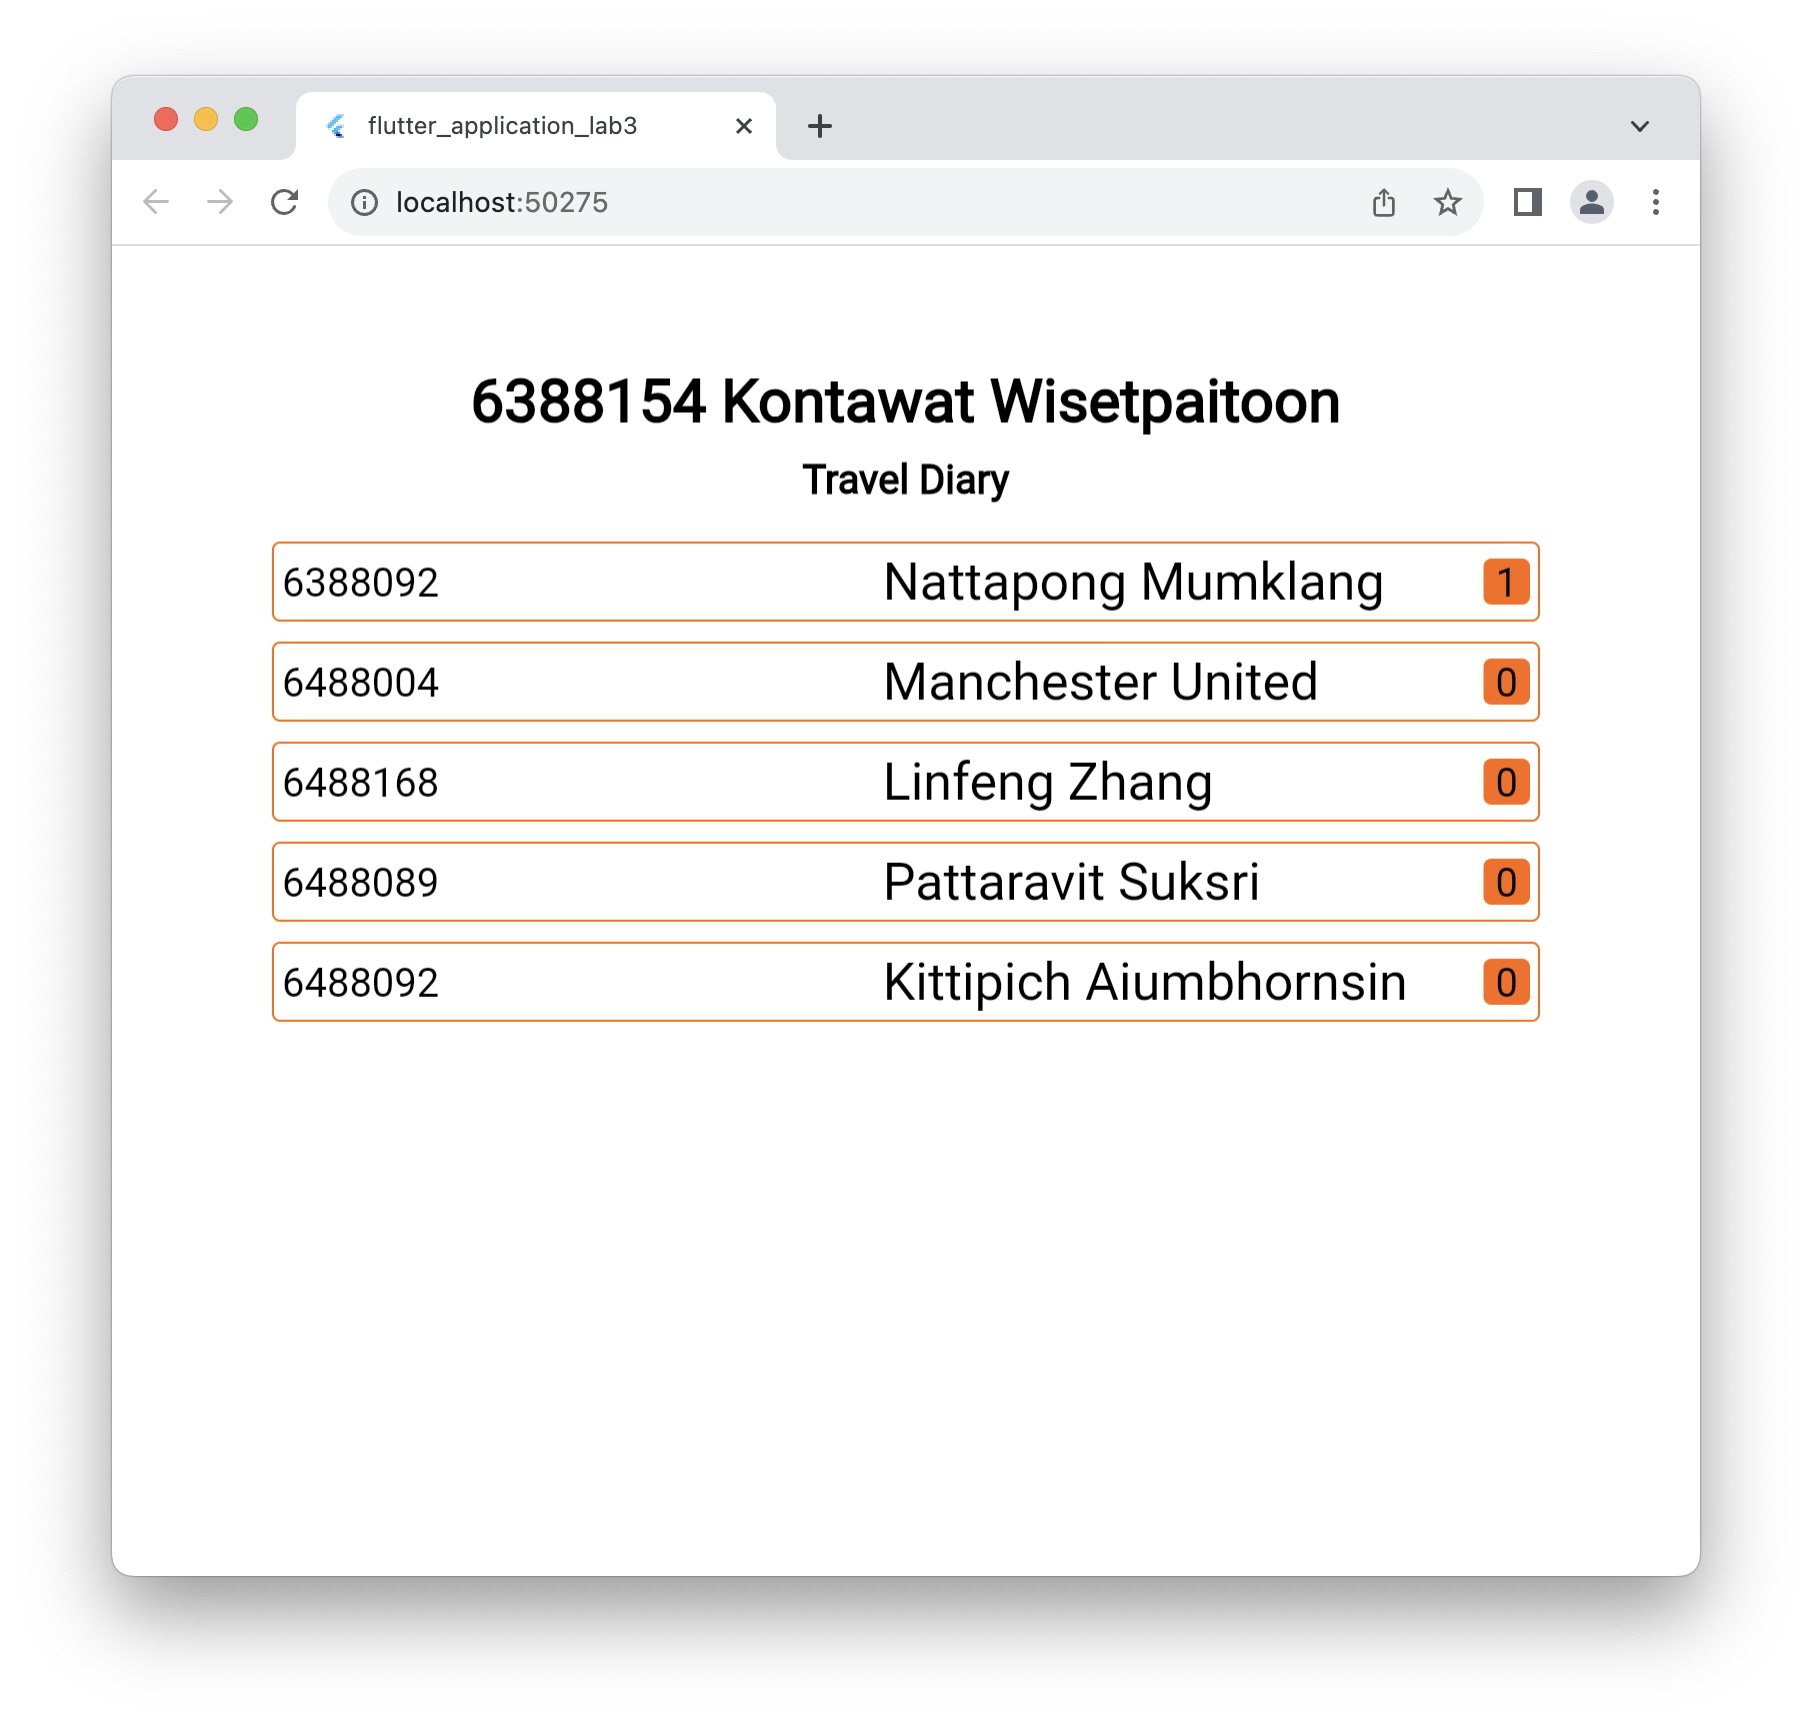 flutter_application_lab3
localhost:50275
6388154 Kontawat Wisetpaitoon
Travel Diary
6388092 Nattapong Mumklang 1
6488004 Manchester United 0
6488168 Linfeng Zhang 0
6488089 Pattaravit Suksri 0
6488092 Kittipich Aiumbhornsin 0